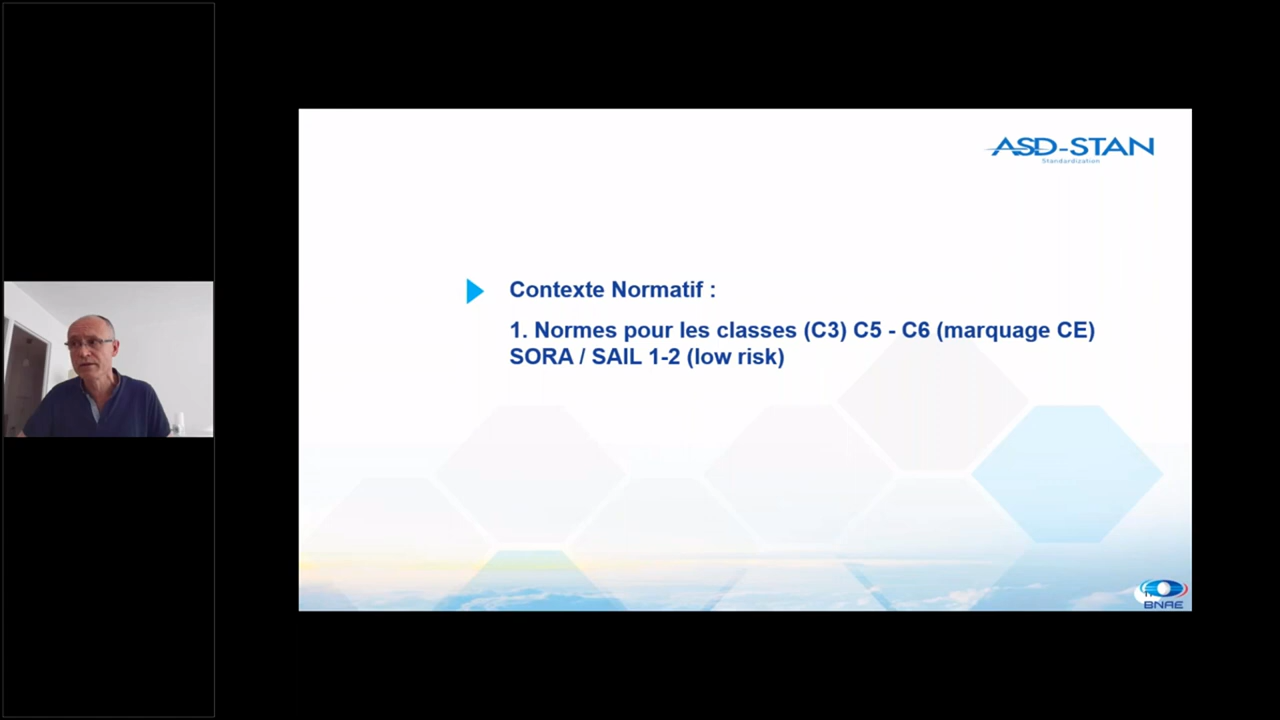 ASD-STAN
Standardization
Contexte Normatif :
1. Normes pour les classes (C3) C5 - C6 (marquage CE)
SORA / SAIL 1-2 (low risk)
BNAE